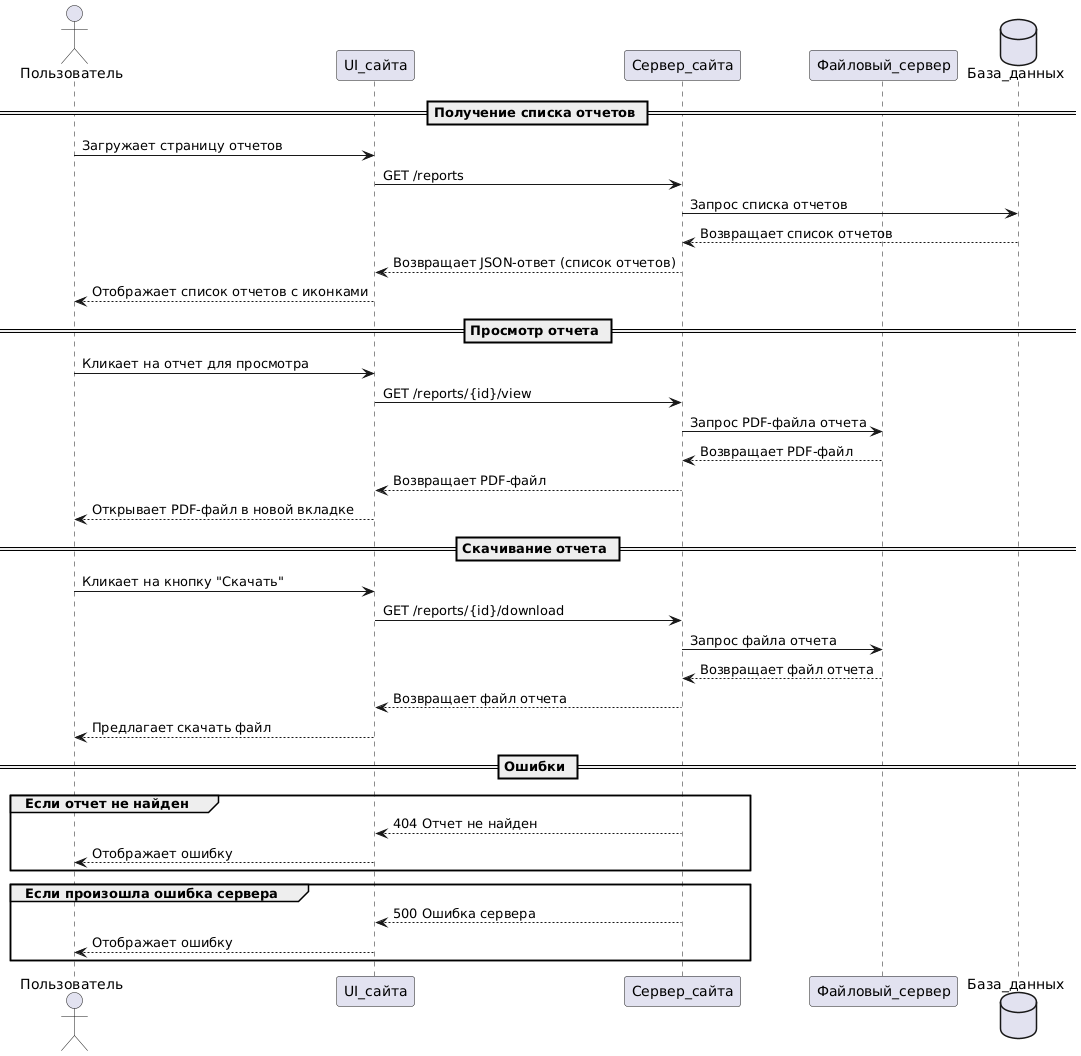 Пользователь
UI_сайта
Сервер_сайта
Файловый_сервер
База_данных
Получение списка отчетов
Загружает страницу отчетов
GET /reports
Запрос списка отчетов
Возвращает список отчетов
Возвращает JSON-ответ (список отчетов)
Отображает список отчетов с иконками
Просмотр отчета
Кликает на отчет для просмотра
GET /reports/{id}/view
Запрос PDF-файла отчета
Возвращает PDF-файл
Возвращает PDF-файл
Открывает PDF-файл в новой вкладке
Скачивание отчета
Кликает на кнопку "Скачать"
GET /reports/{id}/download
Запрос файла отчета
Возвращает файл отчета
Возвращает файл отчета
Предлагает скачать файл
Ошибки
Если отчет не найден
404 Отчет не найден
Отображает ошибку
Если произошла ошибка сервера
500 Ошибка сервера
Отображает ошибку
Пользователь
UI_сайта
Сервер_сайта
Файловый_сервер
База_данных